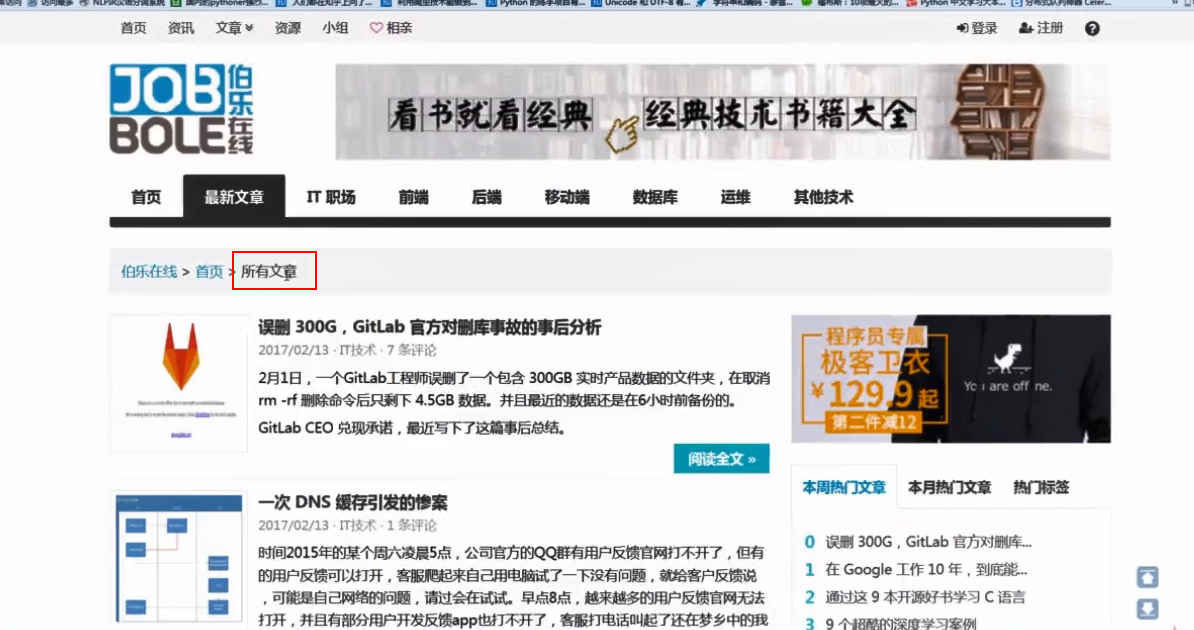 首页 资讯 文章 资源 小组 相亲 登录 注册
JOB 伯乐在线
BOLE
看书就看经典 经典技术书籍大全
首页 最新文章 IT 职场 前端 后端 移动端 数据库 运维 其他技术
伯乐在线 > 首页 > 所有文章
误删 300G，GitLab 官方对删库事故的事后分析
2017/02/13 · IT技术 · 7 条评论
2月1日，一个GitLab工程师误删了一个包含 300GB 实时产品数据的文件夹，在取消
rm -rf 删除命令后只剩下 4.5GB 数据。并且最近的数据还是在6小时前备份的。
GitLab CEO 兑现承诺，最近写下了这篇事后总结。
阅读全文 »
一次 DNS 缓存引发的惨案
2017/02/13 · IT技术 · 1 条评论
时间2015年的某个周六凌晨5点，公司官方的QQ群有用户反馈官网打不开了，但有
的用户反馈可以打开，客服爬起来自己用电脑试了一下没有问题，就给客户反馈说
，可能是自己网络的问题，请过会在试试。早点8点，越来越多的用户反馈官网无法
打开，并且有部分用户开发反馈app也打不开了，客服打电话叫起了还在梦乡中的我
程序员专属
极客卫衣
¥129.9起
第二件减12
You are offline.
本周热门文章 本月热门文章 热门标签
0 误删 300G，GitLab 官方对删库...
1 在 Google 工作 10 年，到底能...
2 通过这 9 本开源好书学习 C 语言
3 9 个超酷的深度学习案例